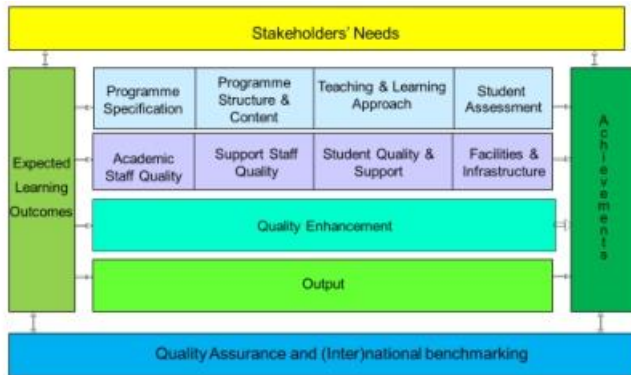 Stakeholders' Needs
Expected
Learning
Outcomes
Programme
Specification
Programme
Structure &
Content
Teaching & Learning
Approach
Student
Assessment
Academic
Staff Quality
Support Staff
Quality
Student Quality &
Support
Facilities &
Infrastructure
Quality Enhancement
Output
Achievements
Quality Assurance and (Inter)national benchmarking